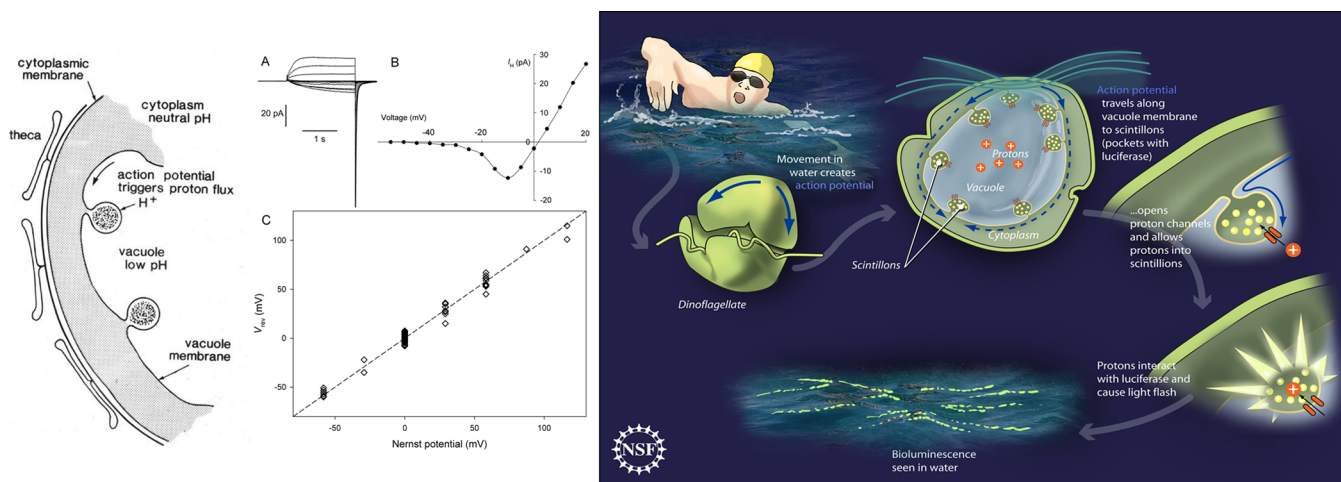 cytoplasmic
membrane
cytoplasm
neutral pH
theca
action potential
triggers proton flux
H+
vacuole
low pH
vacuole
membrane
A
20 pA
1 s
B
IH (pA)
30
20
10
-10
-20
Voltage (mV)
-40
-20
20
C
100
50
0
-50
Vrev (mV)
-50
0
50
100
Nernst potential (mV)
Movement in
water creates
action potential
Dinoflagellate
Protons
Vacuole
Cytoplasm
Scintillons
Action potential
travels along
vacuole membrane
to scintillons
(pockets with
luciferase)
...opens
proton channels
and allows
protons into
scintillions
Protons interact
with luciferase and
cause light flash
Bioluminescence
seen in water
NSF